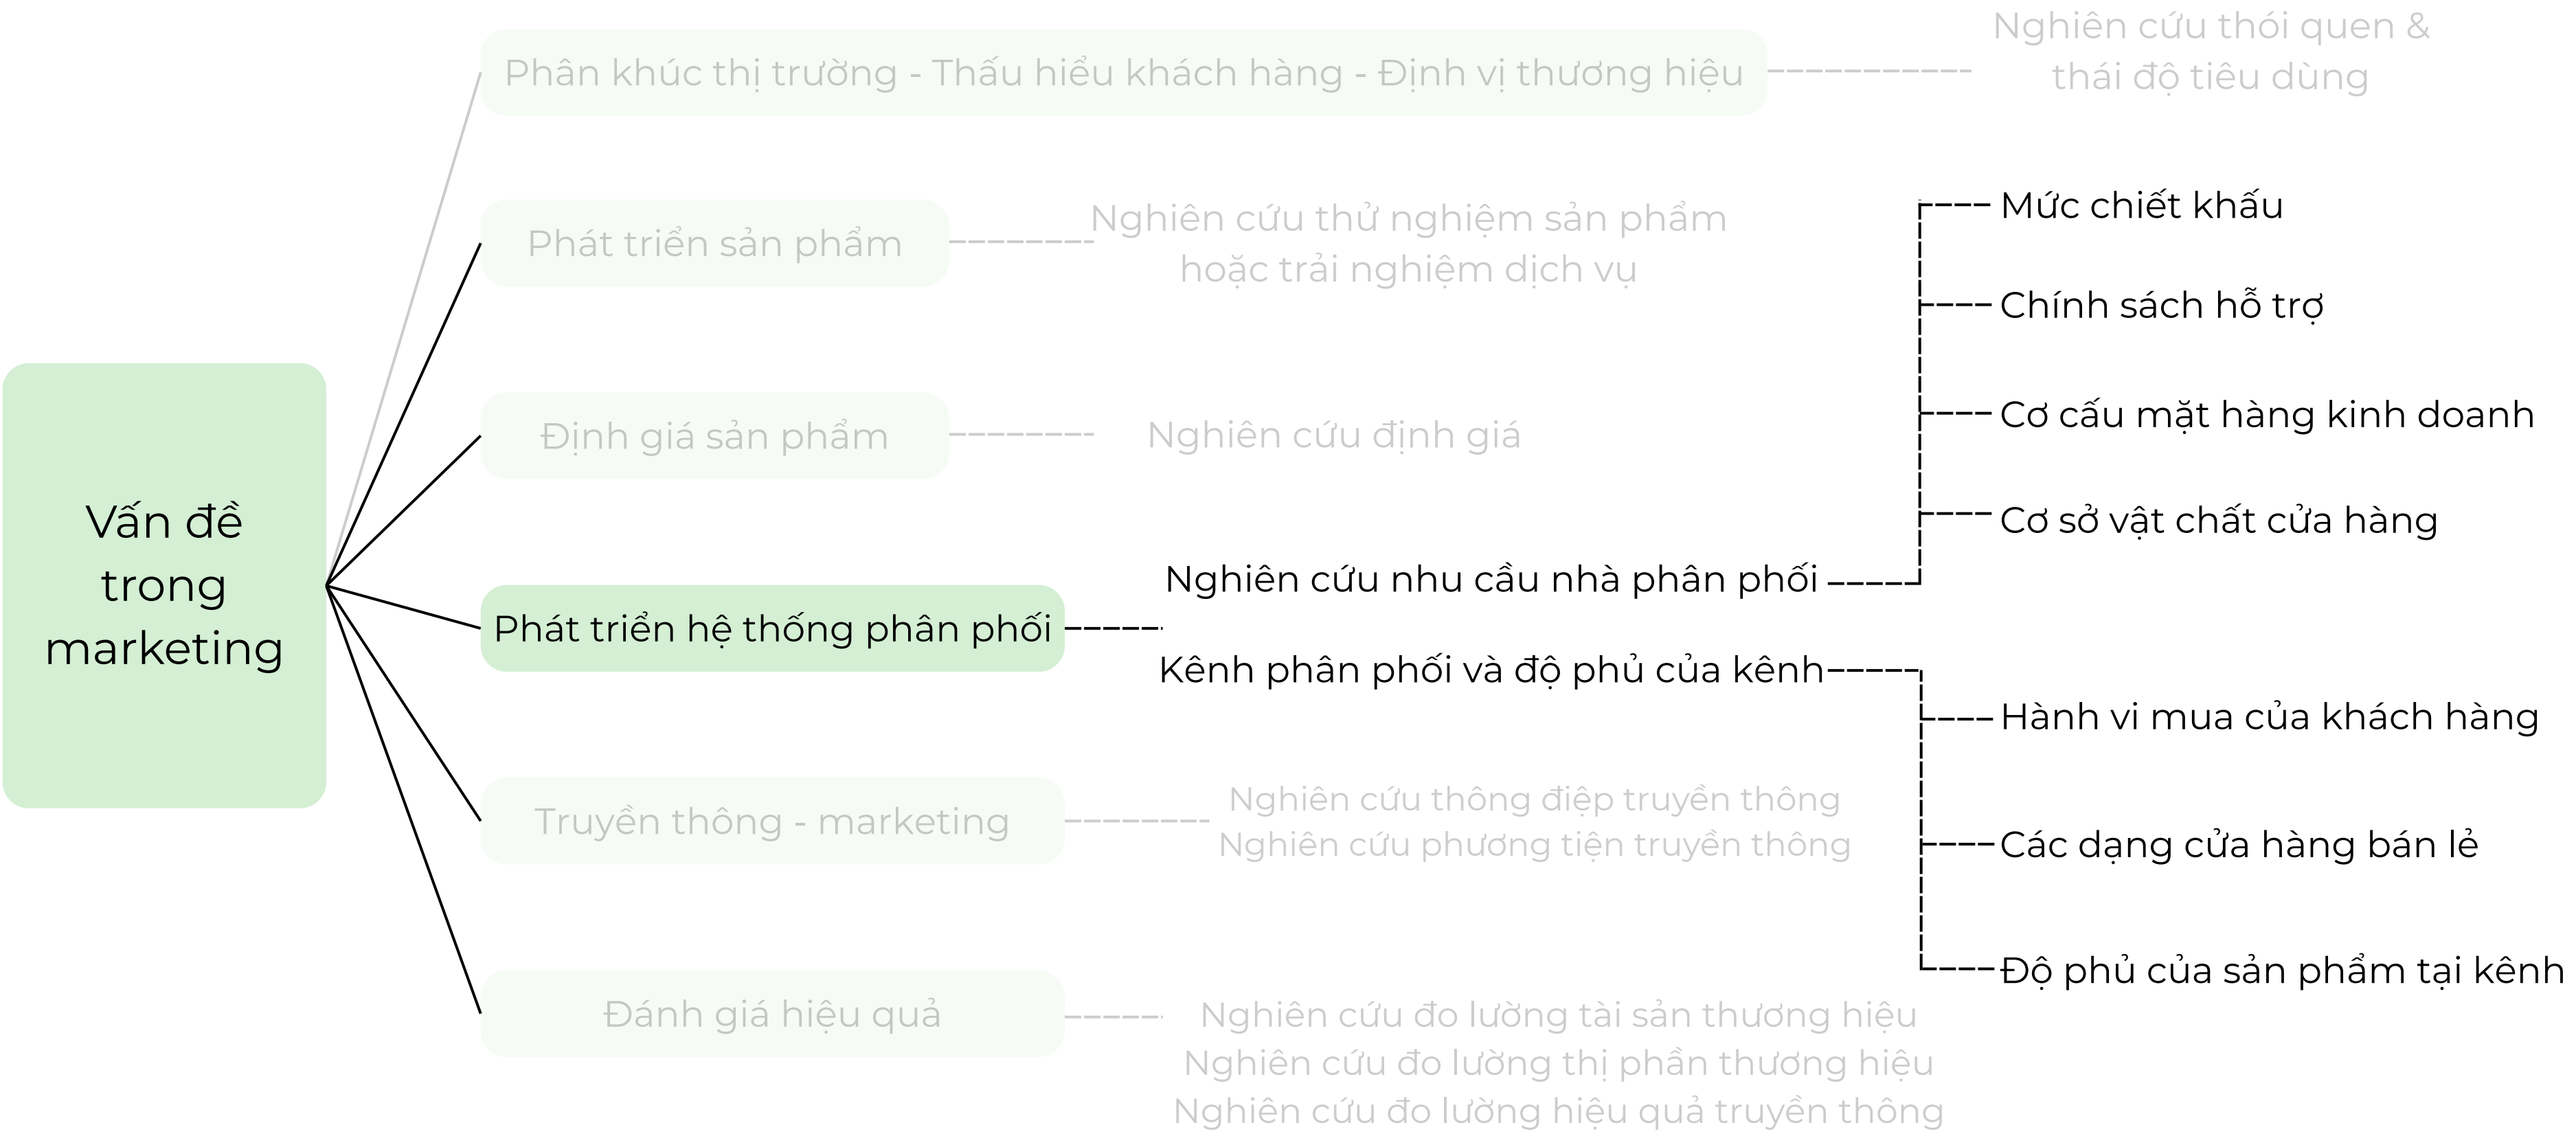 Vấn đề
trong
marketing
Phân khúc thị trường - Thấu hiểu khách hàng - Định vị thương hiệu
Nghiên cứu thói quen &
thái độ tiêu dùng
Phát triển sản phẩm
Nghiên cứu thử nghiệm sản phẩm
hoặc trải nghiệm dịch vụ
Định giá sản phẩm
Nghiên cứu định giá
Phát triển hệ thống phân phối
Nghiên cứu nhu cầu nhà phân phối
Mức chiết khấu
Chính sách hỗ trợ
Cơ cấu mặt hàng kinh doanh
Cơ sở vật chất cửa hàng
Kênh phân phối và độ phủ của kênh
Hành vi mua của khách hàng
Các dạng cửa hàng bán lẻ
Độ phủ của sản phẩm tại kênh
Truyền thông - marketing
Nghiên cứu thông điệp truyền thông
Nghiên cứu phương tiện truyền thông
Đánh giá hiệu quả
Nghiên cứu đo lường tài sản thương hiệu
Nghiên cứu đo lường thị phần thương hiệu
Nghiên cứu đo lường hiệu quả truyền thông